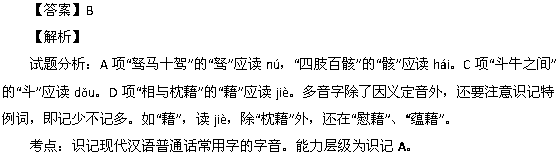 【答案】B
【解析】
试题分析：A 项“驽马十驾”的“驽”应读 nú，“四肢百骸”的“骸”应读 hái。C 项“斗牛之间”
的“斗”应读 dǒu。D 项“相与枕藉”的“藉”应读 jiè。多音字除了因义定音外，还要注意识记特
例词，即记少不记多。如“藉”，读 jiè，除“枕藉”外，还在“慰藉”、“蕴藉”。
考点：识记现代汉语普通话常用字的字音。能力层级为识记 A。